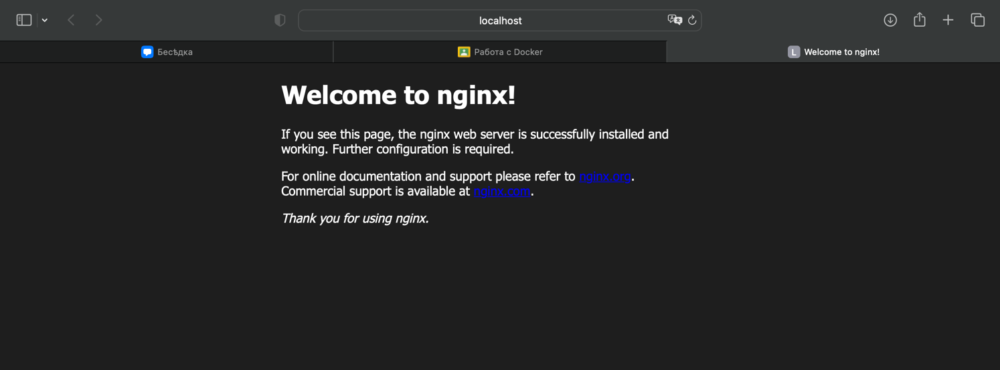 localhost
Бесѣдка
Работа с Docker
L Welcome to nginx!
Welcome to nginx!
If you see this page, the nginx web server is successfully installed and
working. Further configuration is required.
For online documentation and support please refer to nginx.org.
Commercial support is available at nginx.com.
Thank you for using nginx.